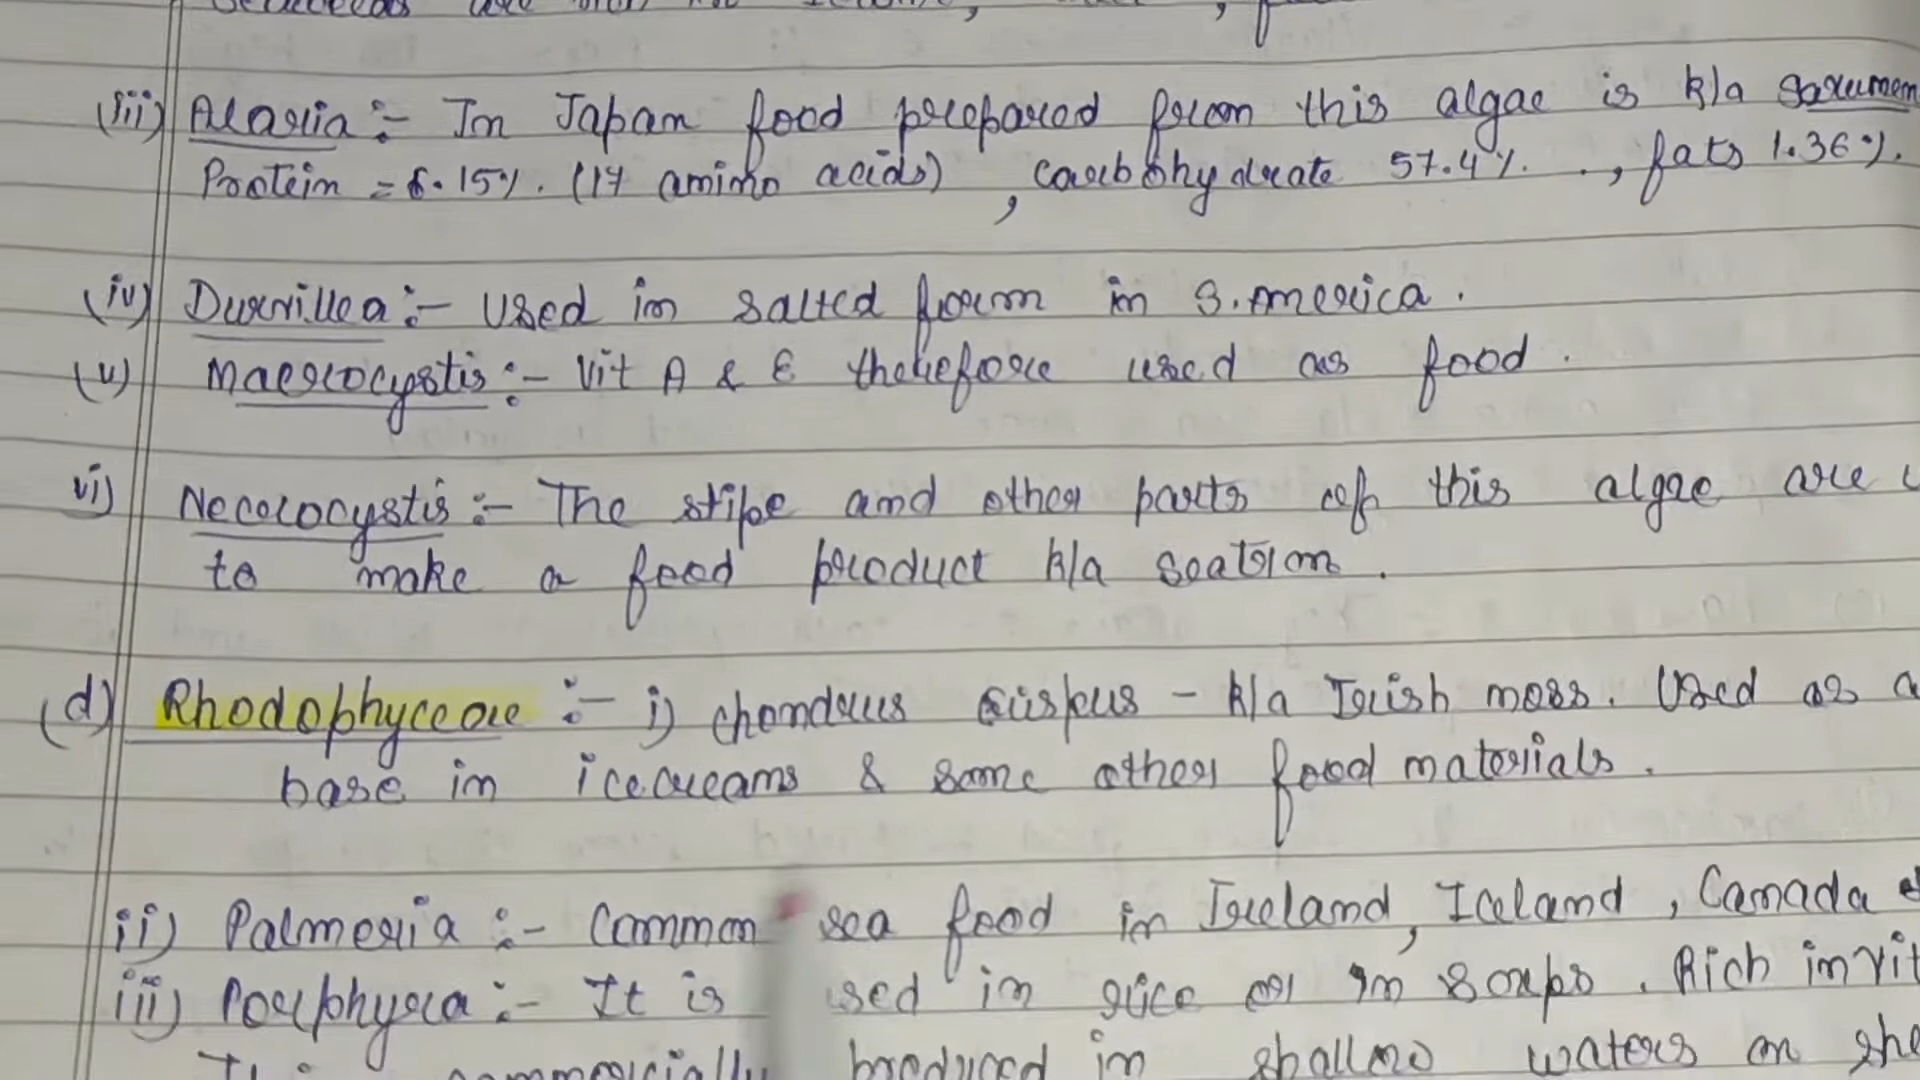 (iii) Alaria :- In Japan food prepared from this algae is k/a Sarumen
Protein = 6.15%. (17 amino acids), carbohydrate 57.4%., fats 1.36%.
(iv) Durvillea :- Used in salted form in S. America.
(v) Macrocystis :- Vit A & E therefore used as food.
vi) Necrocystis :- The stipe and other parts of this algae are
to make a food product k/a seatron.
(d) Rhodophyceae :- i) chondrus crispus - k/a Irish moss. Used as a
base in icecreams & some other food materials.
ii) Palmeria :- Common sea food in Ireland, Iceland, Canada
iii) Porphyra :- It is used in rice or in soups. Rich in vit
commercially produced in shallow waters on